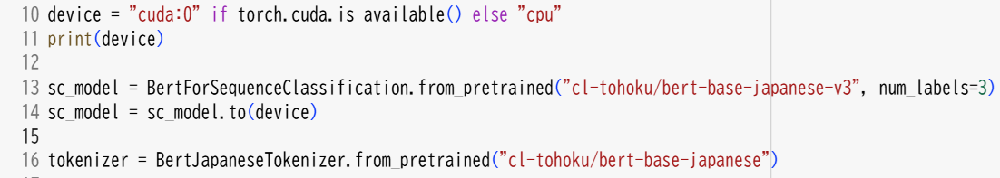 10 device = "cuda:0" if torch.cuda.is_available() else "cpu"
11 print(device)
12
13 sc_model = BertForSequenceClassification.from_pretrained("cl-tohoku/bert-base-japanese-v3", num_labels=3)
14 sc_model = sc_model.to(device)
15
16 tokenizer = BertJapaneseTokenizer.from_pretrained("cl-tohoku/bert-base-japanese")